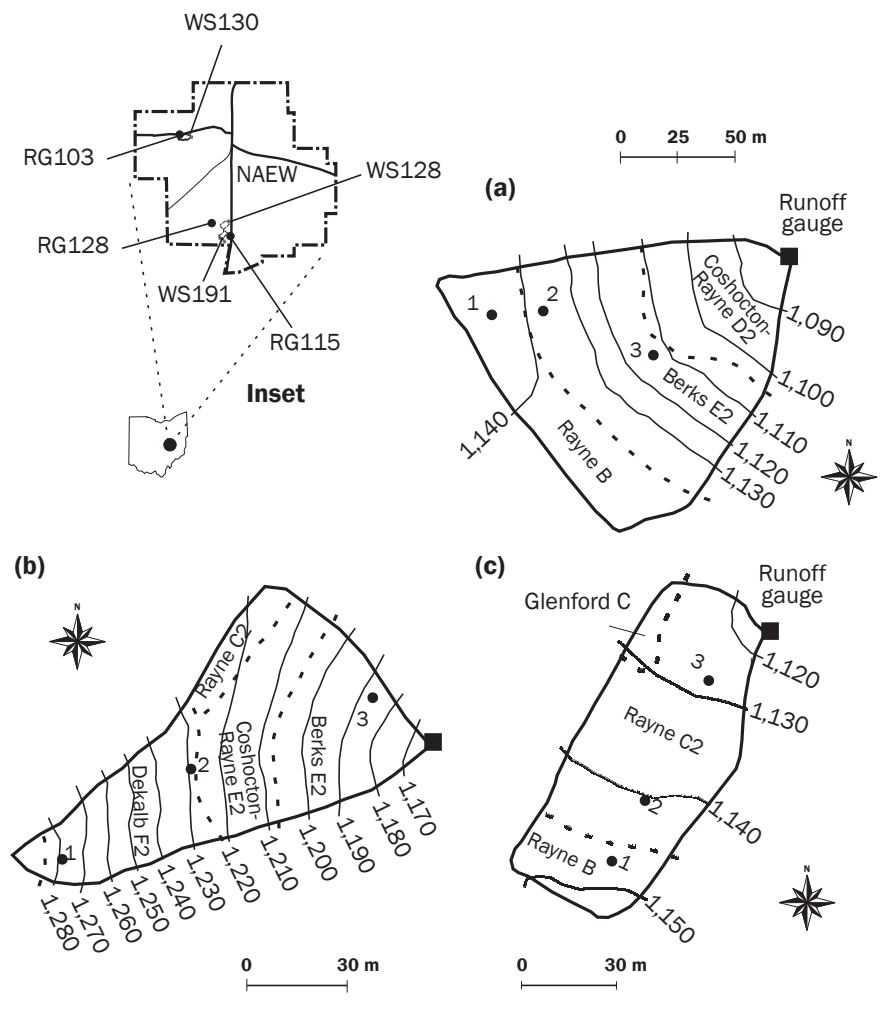 WS130
RG103
NAEW
WS128
RG128
WS191
RG115
Inset
0 25 50 m
(a)
Runoff
gauge
1
2
3
Coshocton-
Rayne D2
Berks E2
Rayne B
1,090
1,100
1,110
1,120
1,130
1,140
N
(b)
N
Rayne C2
Coshocton-
Rayne E2
Berks E2
Dekalb F2
1
2
3
1,170
1,180
1,190
1,200
1,210
1,220
1,230
1,240
1,250
1,260
1,270
1,280
0 30 m
(c)
Runoff
gauge
Glenford C
3
1,120
1,130
Rayne C2
2
1,140
Rayne B
1
1,150
N
0 30 m